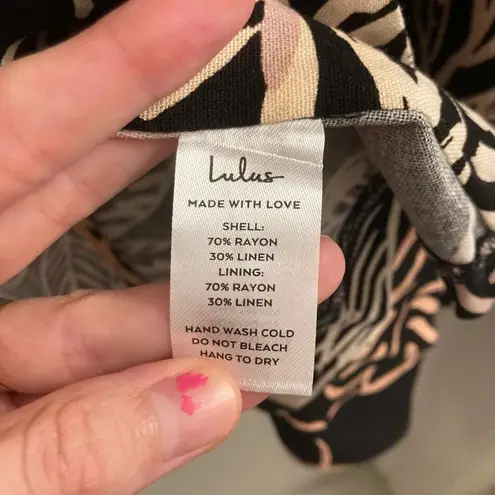 Lulus
MADE WITH LOVE
SHELL:
70% RAYON
30% LINEN
LINING:
70% RAYON
30% LINEN
HAND WASH COLD
DO NOT BLEACH
HANG TO DRY